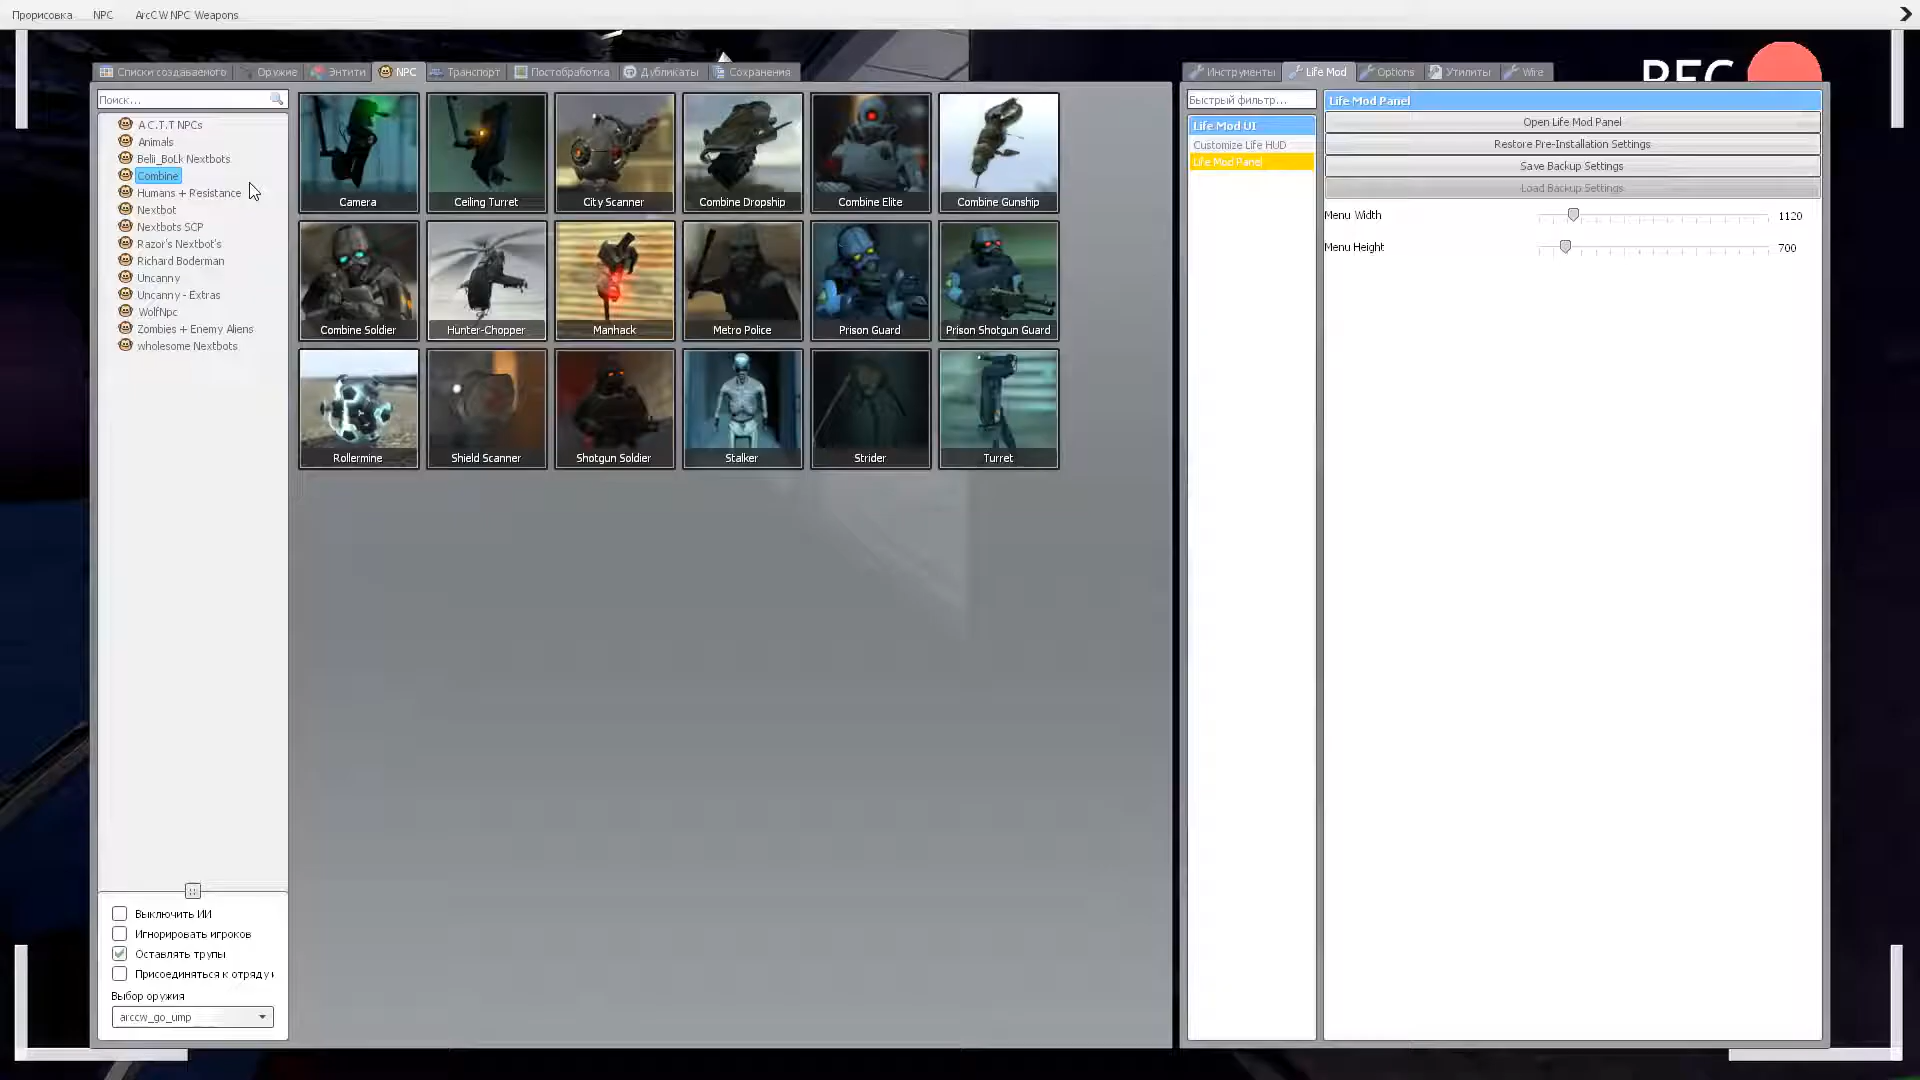 Прорисовка NPC ArcCW NPC Weapons
REC
Списки создаваемого Оружие Энтити NPC Транспорт Постобработка Дубликаты Сохранения
Поиск...
A.C.T.T NPCs
Animals
Belii_BoLk Nextbots
Combine
Humans + Resistance
Nextbot
Nextbots SCP
Razor's Nextbot's
Richard Boderman
Uncanny
Uncanny - Extras
WolfNpc
Zombies + Enemy Aliens
wholesome Nextbots
Выключить ИИ
Игнорировать игроков
Оставлять трупы
Присоединяться к отряду
Выбор оружия
arccw_go_ump
Camera Ceiling Turret City Scanner Combine Dropship Combine Elite Combine Gunship
Combine Soldier Hunter-Chopper Manhack Metro Police Prison Guard Prison Shotgun Guard
Rollermine Shield Scanner Shotgun Soldier Stalker Strider Turret
Инструменты Life Mod Options Утилиты Wire
Быстрый фильтр...
Life Mod UI
Customize Life HUD
Life Mod Panel
Life Mod Panel
Open Life Mod Panel
Restore Pre-Installation Settings
Save Backup Settings
Load Backup Settings
Menu Width 1120
Menu Height 700